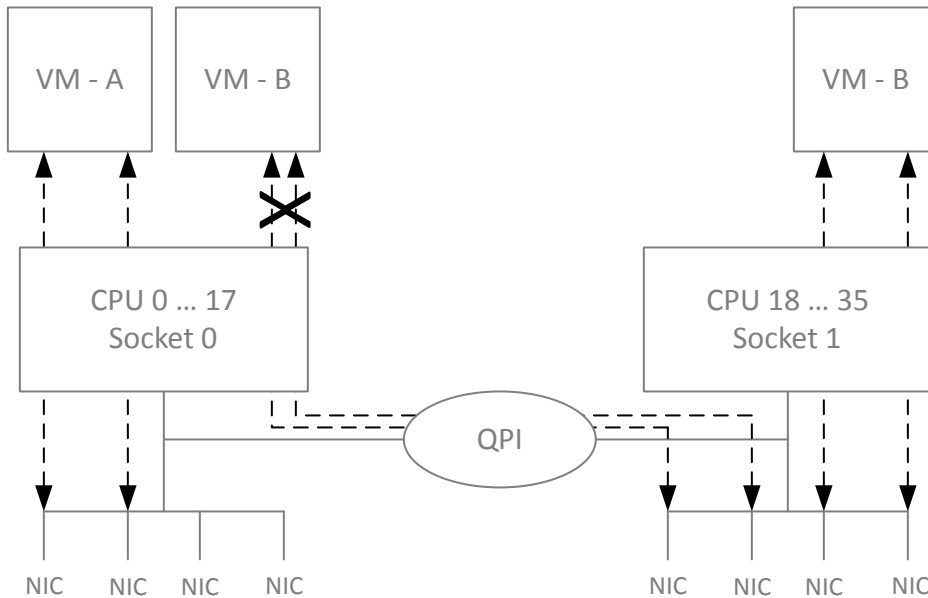 VM - A
VM - B
VM - B
CPU 0 ... 17
Socket 0
CPU 18 ... 35
Socket 1
QPI
NIC
NIC
NIC
NIC
NIC
NIC
NIC
NIC